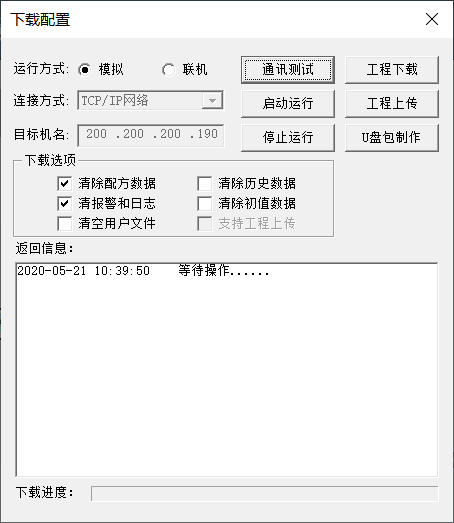 下载配置
运行方式: 模拟 联机 通讯测试 工程下载
连接方式: TCP/IP网络 启动运行 工程上传
目标机名: 200 .200 .200 .190 停止运行 U盘包制作
下载选项
清除配方数据 清除历史数据
清报警和日志 清除初值数据
清空用户文件 支持工程上传
返回信息:
2020-05-21 10:39:50 等待操作......
下载进度: